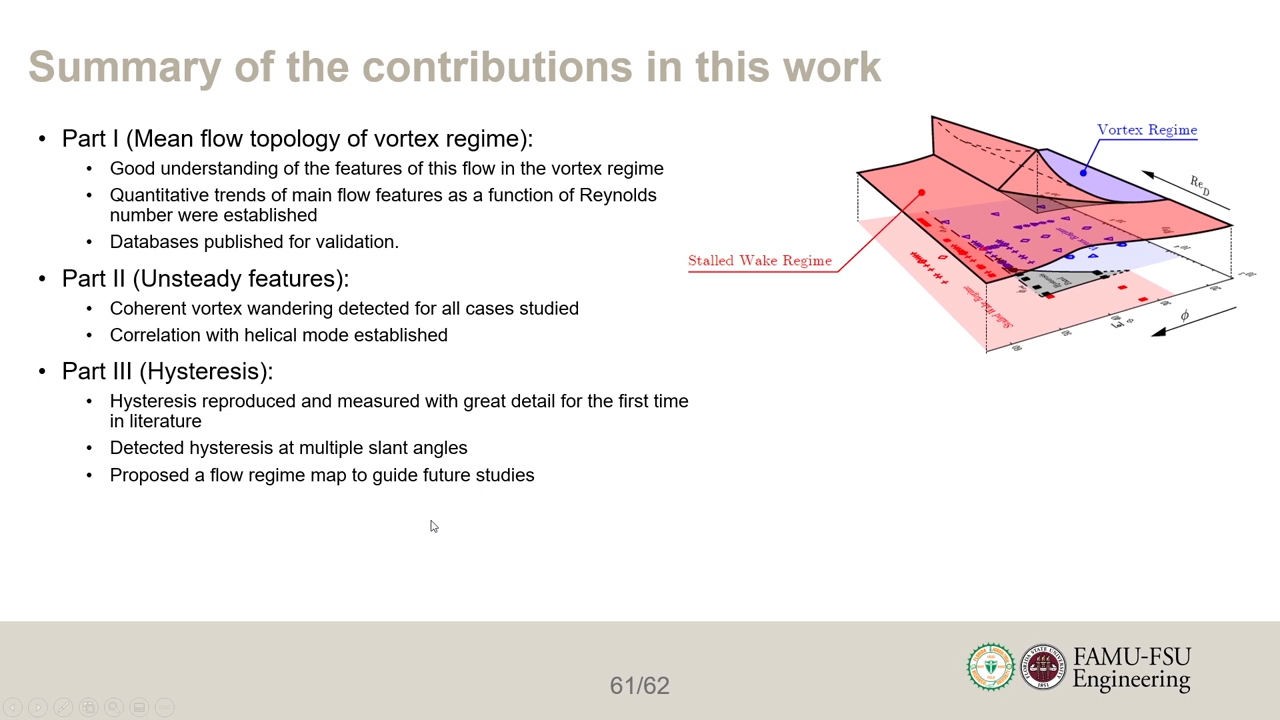 Summary of the contributions in this work
• Part I (Mean flow topology of vortex regime):
• Good understanding of the features of this flow in the vortex regime
• Quantitative trends of main flow features as a function of Reynolds
number were established
• Databases published for validation.
• Part II (Unsteady features):
• Coherent vortex wandering detected for all cases studied
• Correlation with helical mode established
• Part III (Hysteresis):
• Hysteresis reproduced and measured with great detail for the first time
in literature
• Detected hysteresis at multiple slant angles
• Proposed a flow regime map to guide future studies
Vortex Regime
Re_D
Stalled Wake Regime
Stalled Wake Regime
ϕ
61/62
FAMU-FSU
Engineering